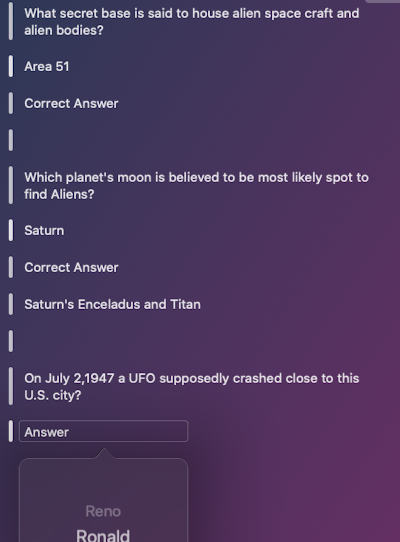 What secret base is said to house alien space craft and
alien bodies?
Area 51
Correct Answer
Which planet's moon is believed to be most likely spot to
find Aliens?
Saturn
Correct Answer
Saturn's Enceladus and Titan
On July 2,1947 a UFO supposedly crashed close to this
U.S. city?
Answer
Reno
Ronald